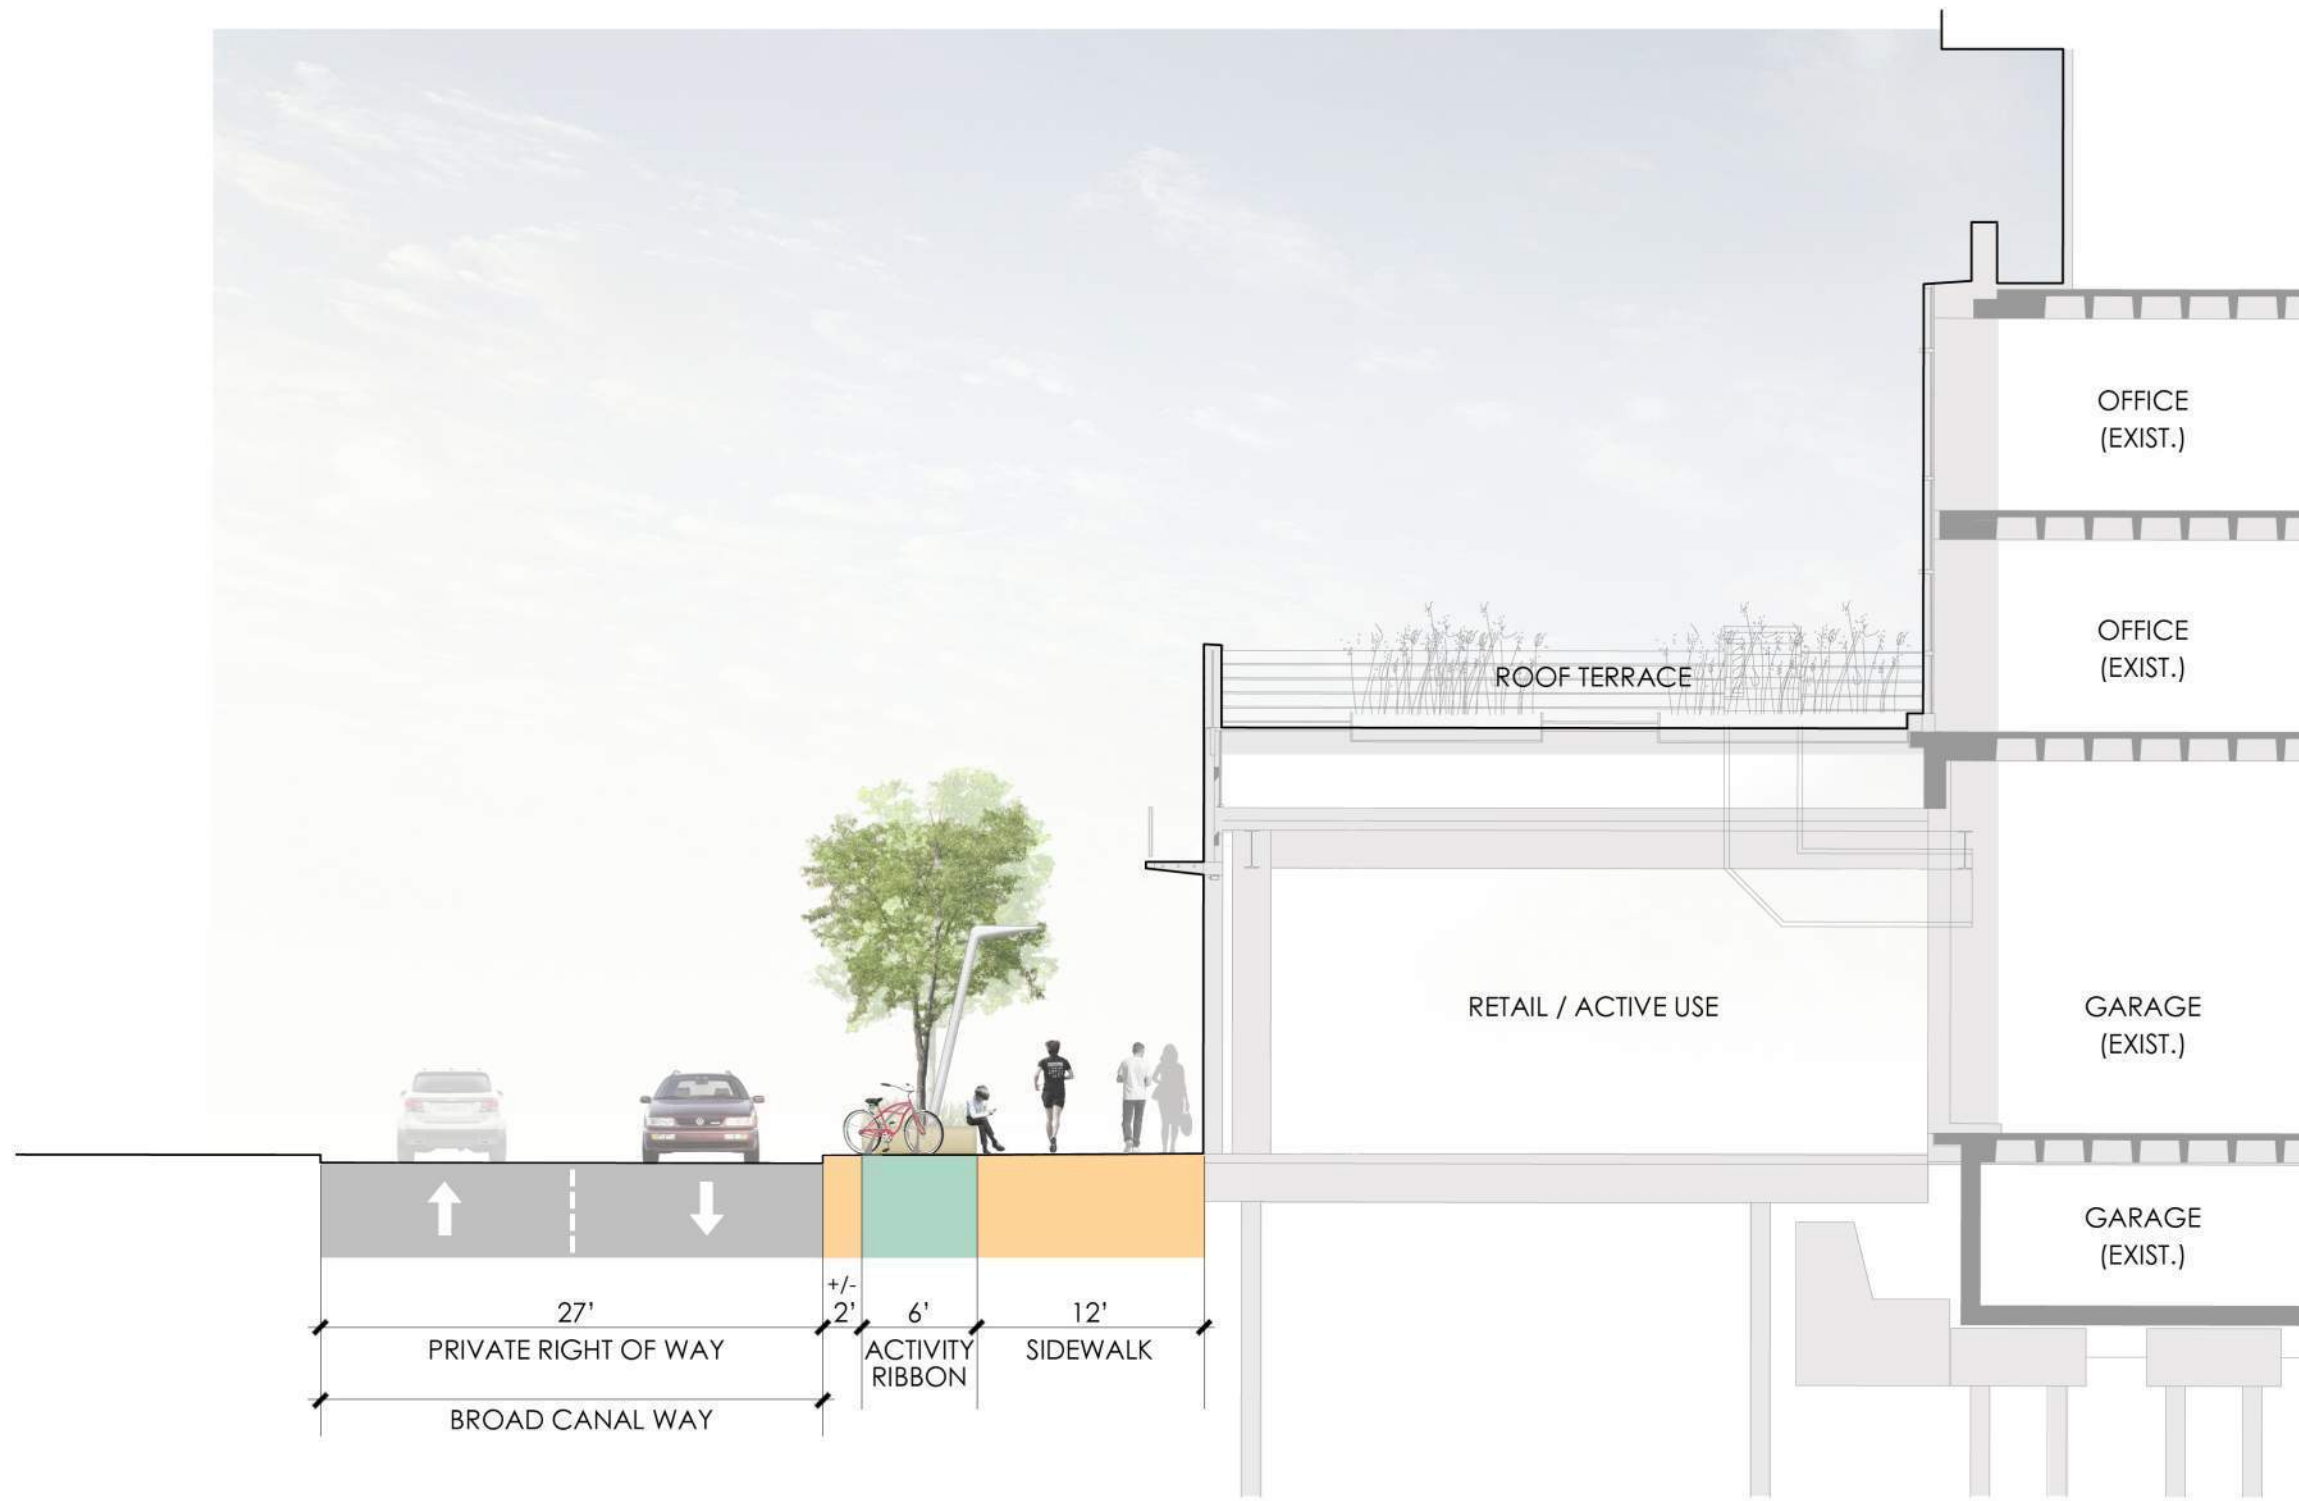 OFFICE
(EXIST.)
OFFICE
(EXIST.)
ROOF TERRACE
RETAIL / ACTIVE USE
GARAGE
(EXIST.)
GARAGE
(EXIST.)
27'
+/-
2'
6'
12'
PRIVATE RIGHT OF WAY
ACTIVITY
RIBBON
SIDEWALK
BROAD CANAL WAY